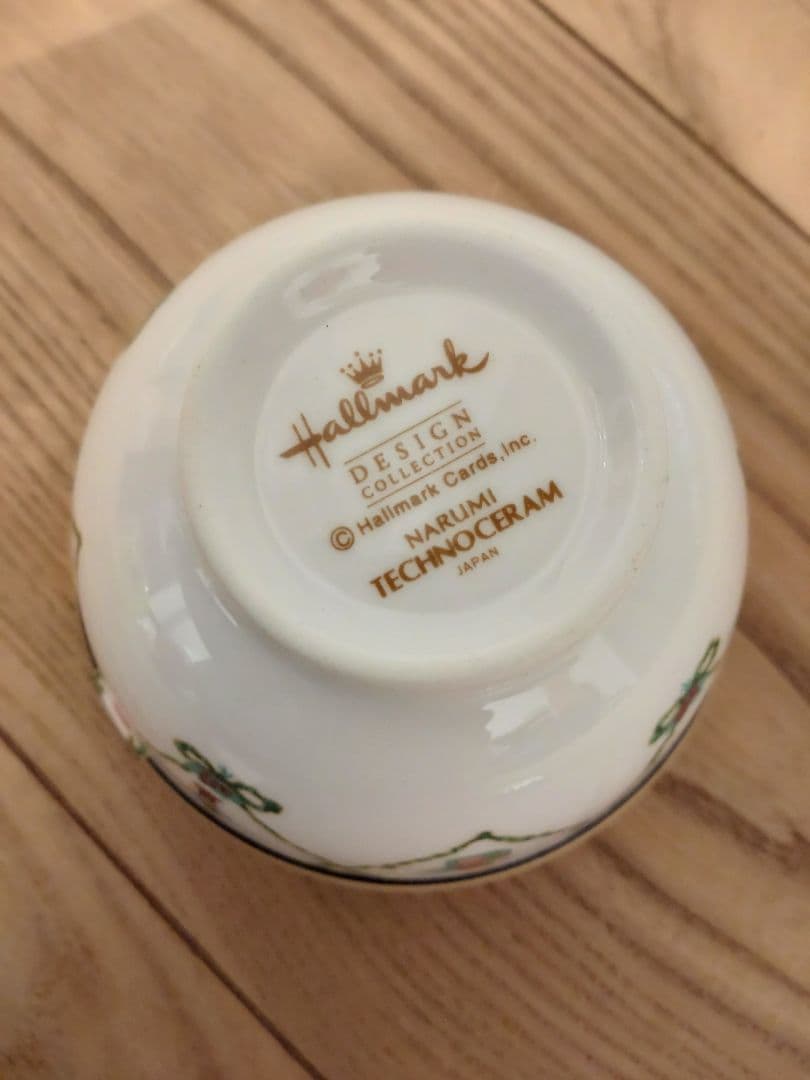 Hallmark
DESIGN
COLLECTION
© Hallmark Cards, Inc.
NARUMI
TECHNOCERAM
JAPAN